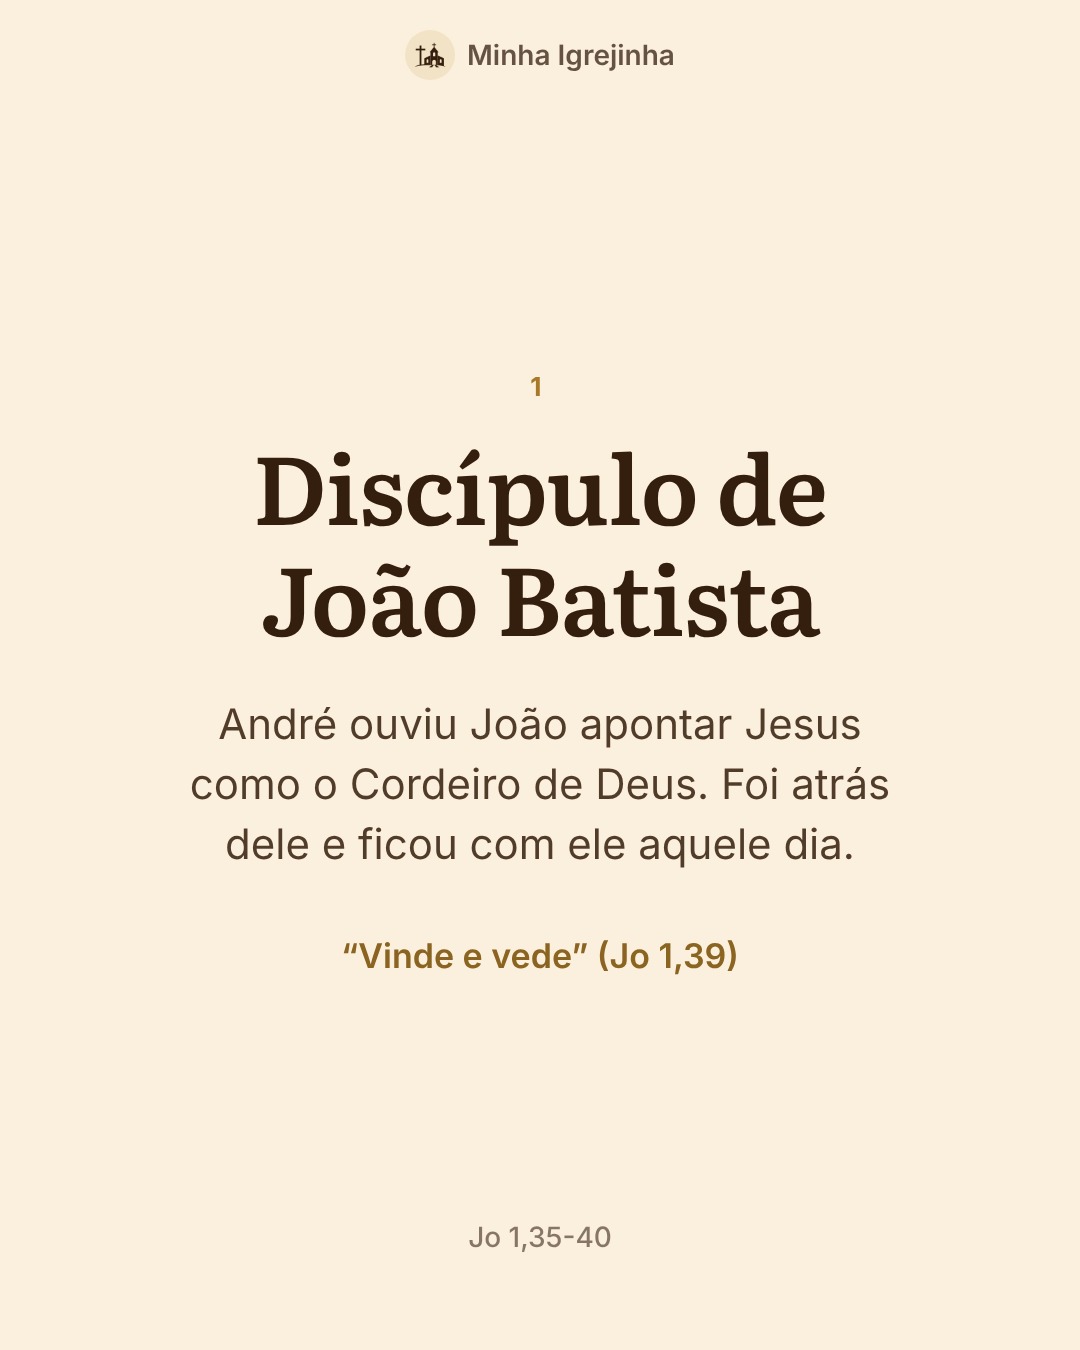 Minha Igrejinha
1
Discípulo de
João Batista
André ouviu João apontar Jesus
como o Cordeiro de Deus. Foi atrás
dele e ficou com ele aquele dia.
“Vinde e vede” (Jo 1,39)
Jo 1,35-40